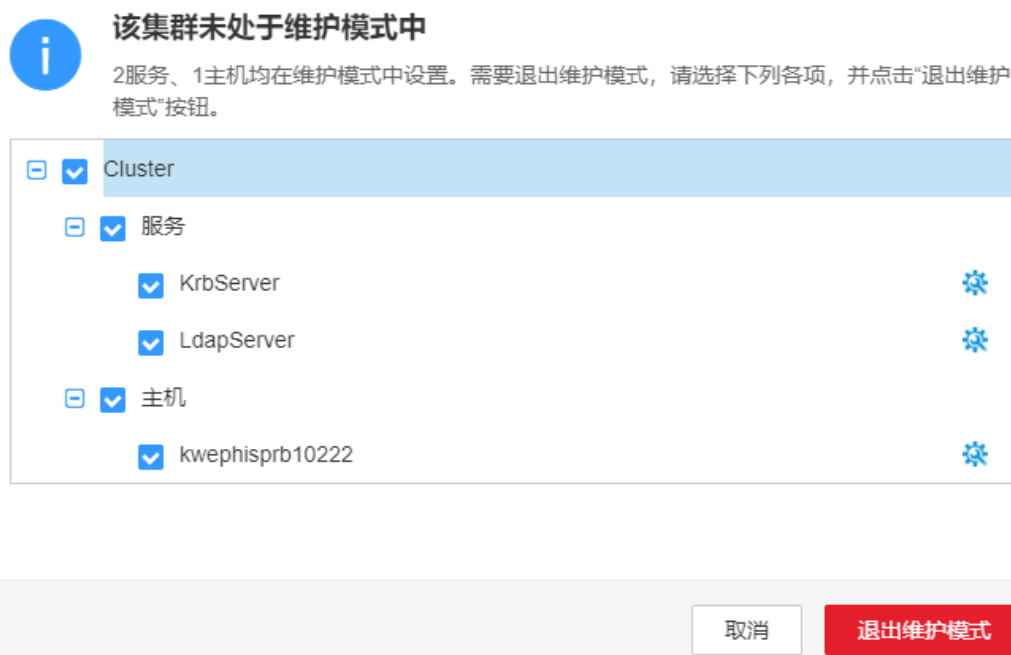 该集群未处于维护模式中
2服务、1主机均在维护模式中设置。需要退出维护模式，请选择下列各项，并点击“退出维护
模式”按钮。
Cluster
服务
KrbServer
LdapServer
主机
kwephisprb10222
取消
退出维护模式